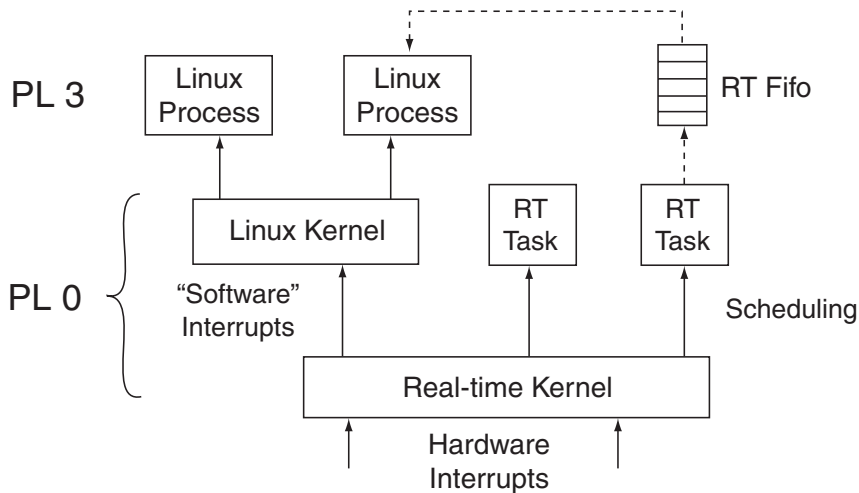 PL 3
Linux
Process
Linux
Process
RT Fifo
PL 0
Linux Kernel
RT
Task
RT
Task
“Software”
Interrupts
Scheduling
Real-time Kernel
Hardware
Interrupts